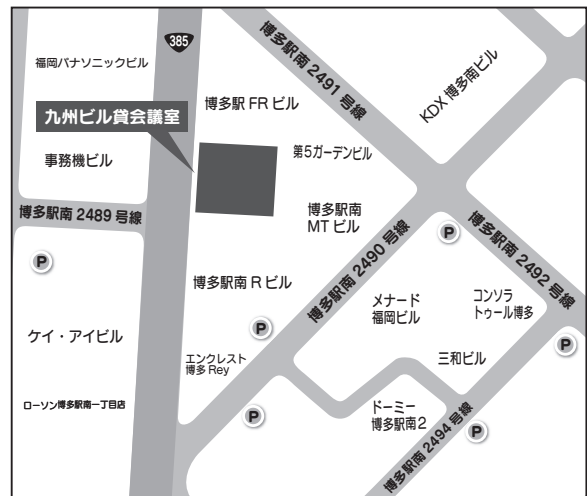 385
福岡パナソニックビル
博多駅南 2491 号線
KDX 博多南ビル
博多駅 FR ビル
九州ビル貸会議室
事務機ビル
第5ガーデンビル
博多駅南 2489 号線
博多駅南
MT ビル
P
P
博多駅南 2490 号線
博多駅南 2492 号線
博多駅南 R ビル
メナード
福岡ビル
コンソラ
トゥール博多
ケイ・アイビル
P
P
エンクレスト
博多 Rey
三和ビル
ローソン博多駅南一丁目店
P
ドーミー
博多駅南2
P
博多駅南 2494 号線